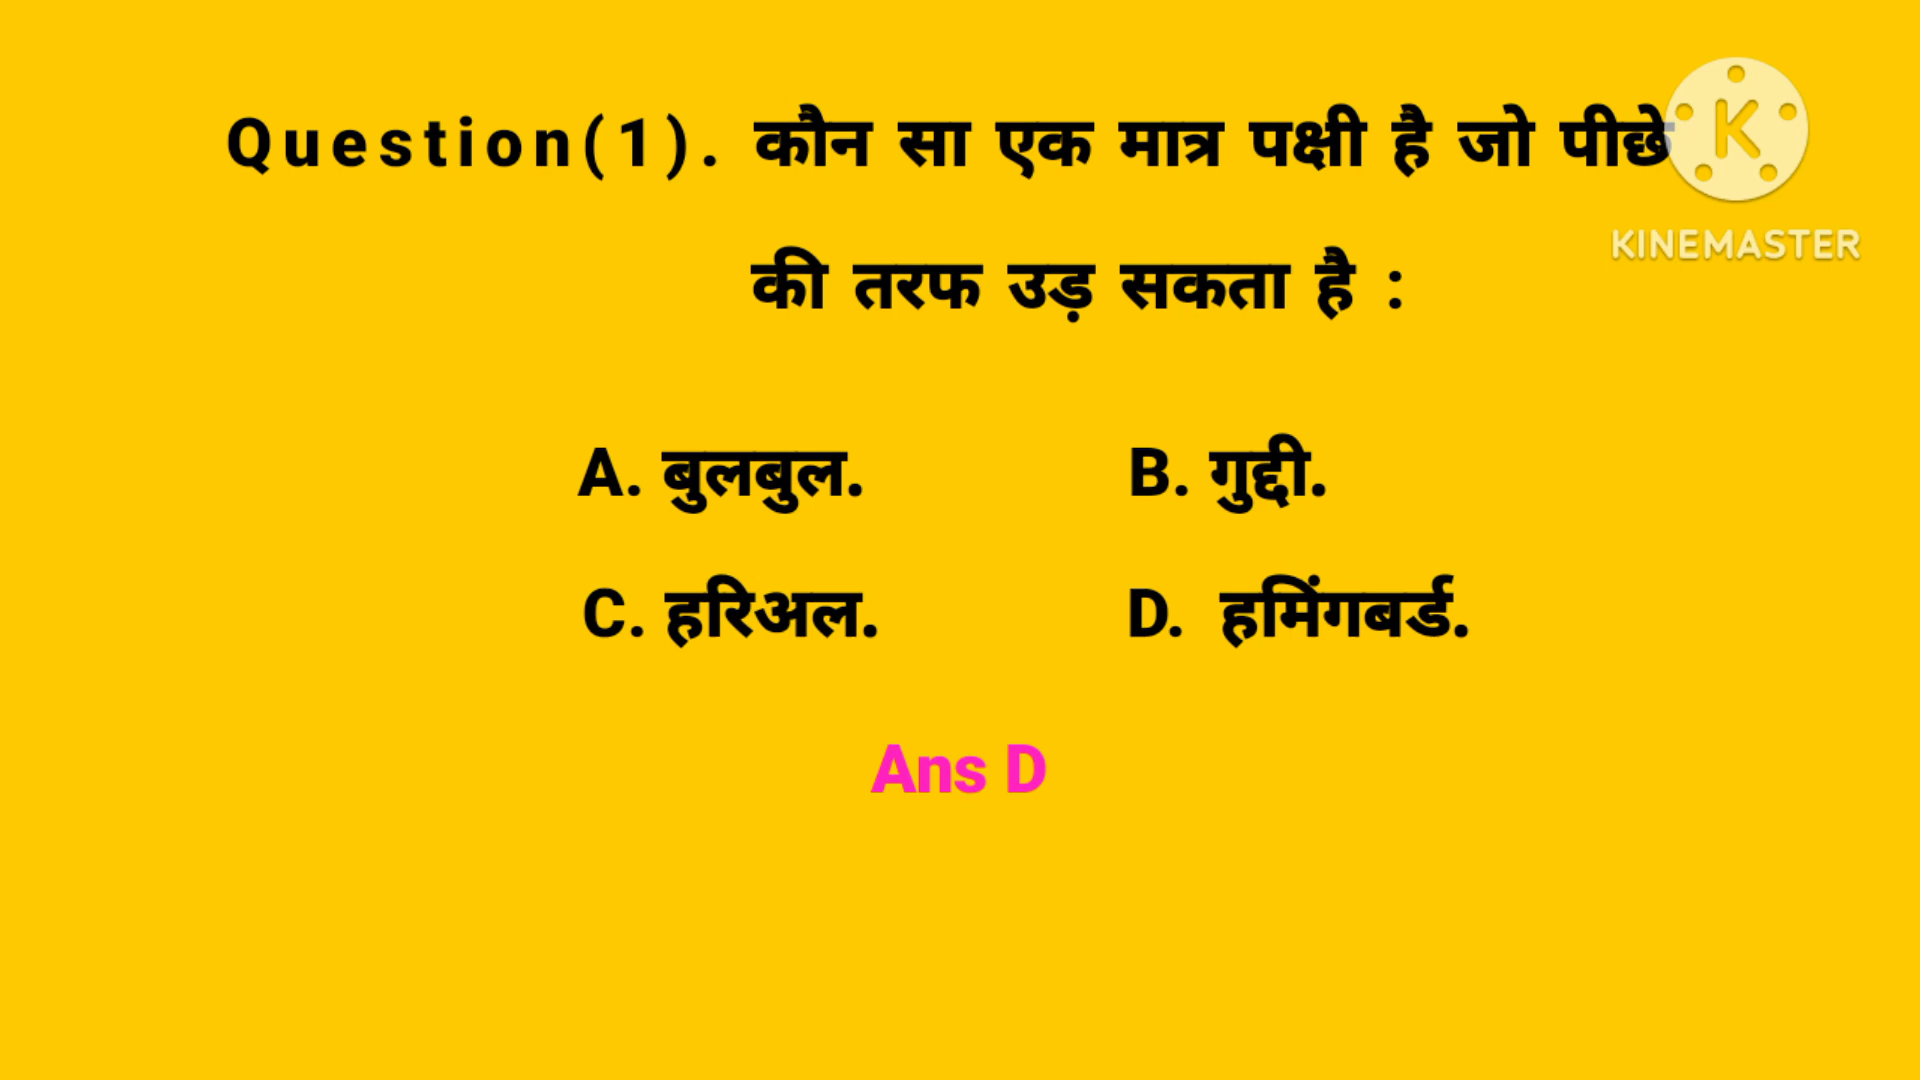 Question(1). कौन सा एक मात्र पक्षी है जो पीछे
की तरफ उड़ सकता है :
A. बुलबुल. B. गुद्दी.
C. हरिअल. D. हमिंगबर्ड.
Ans D
K
KINEMASTER